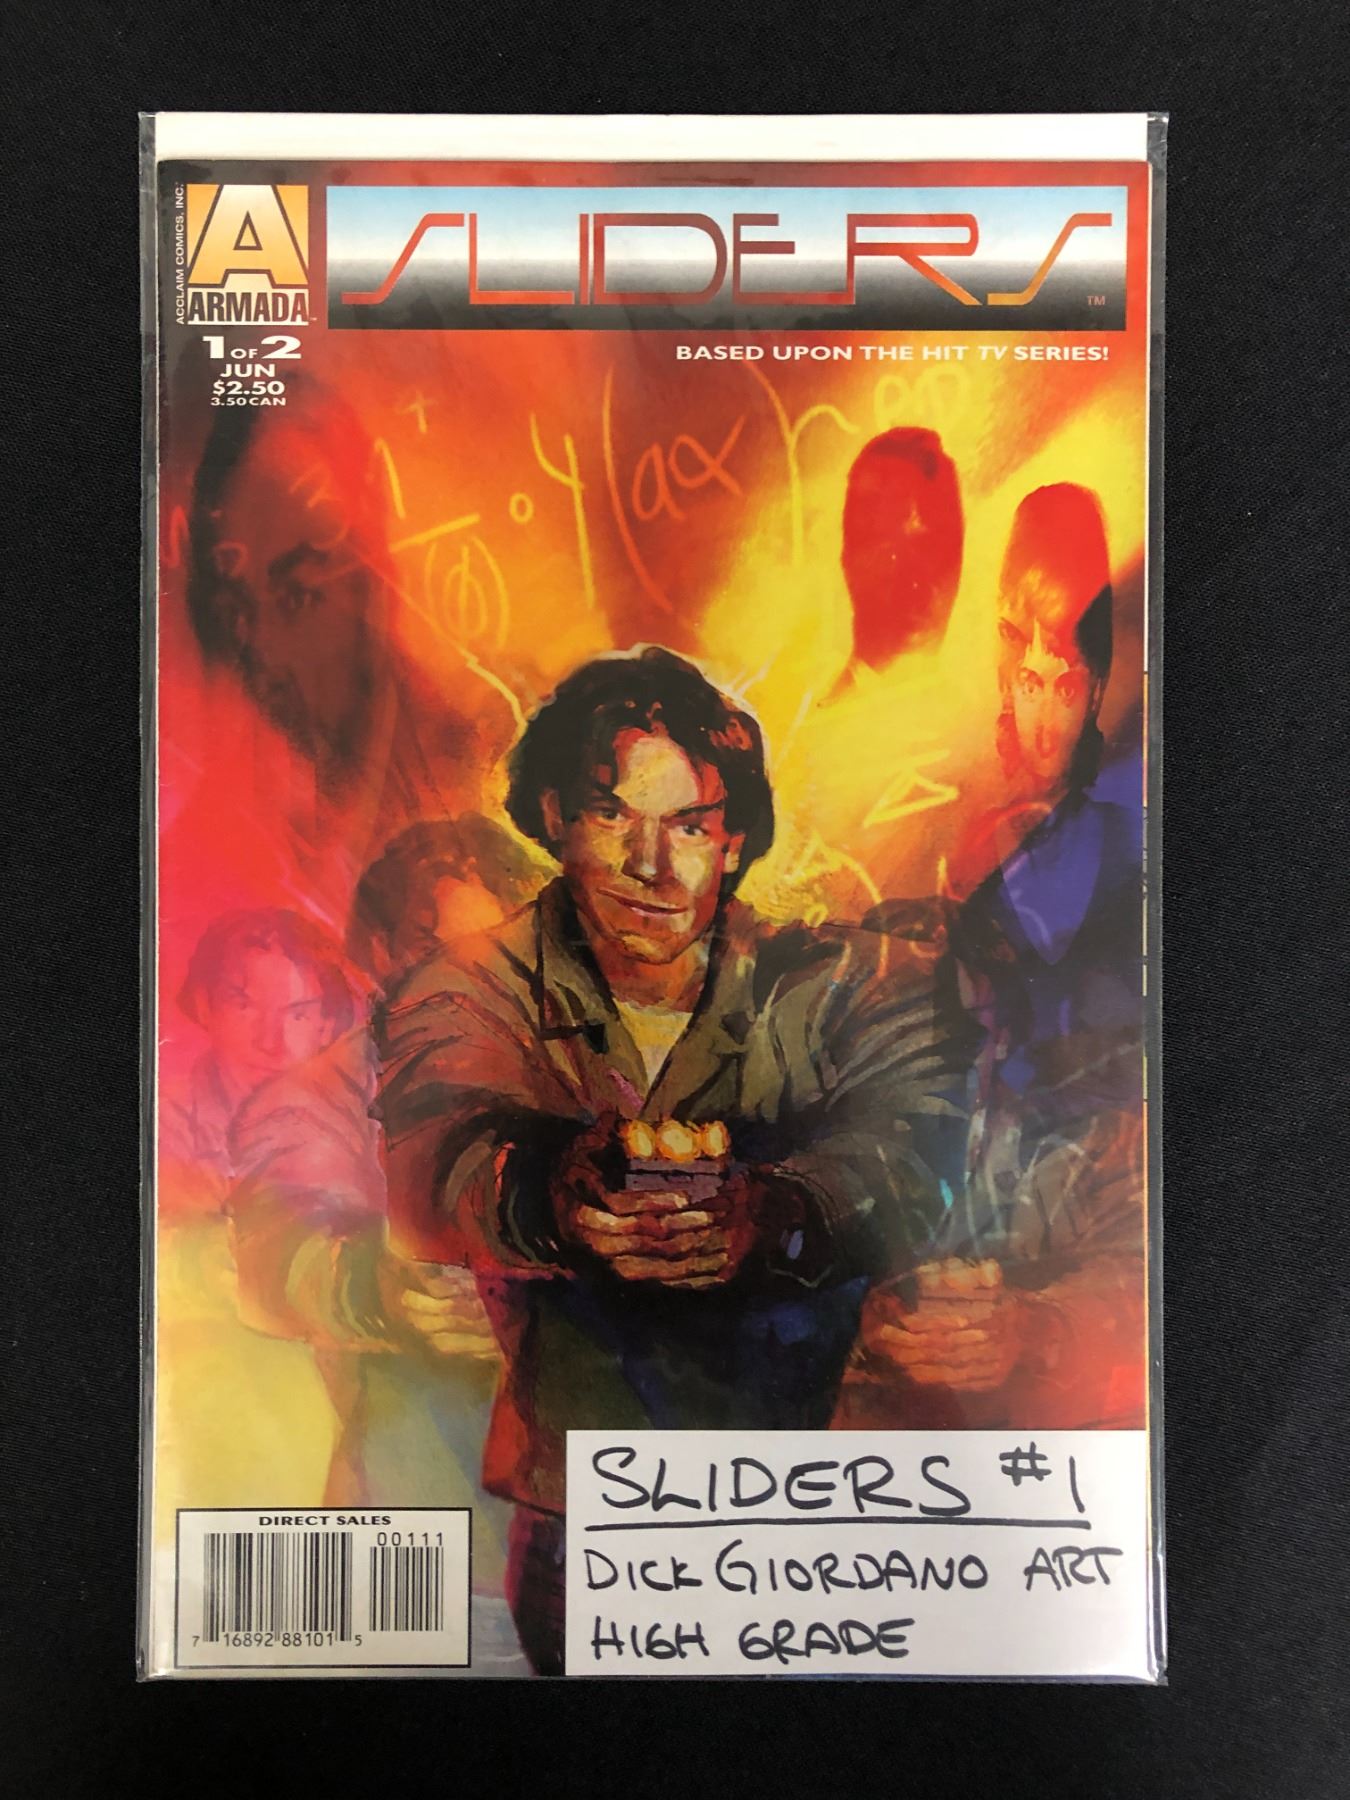 ACCLAIM COMICS, INC.
A
ARMADA™
SLIDERS
™
1 OF 2
JUN
$2.50
3.50 CAN
BASED UPON THE HIT TV SERIES!
DIRECT SALES
00111
7 16892 88101 5
SLIDERS #1
DICK GIORDANO ART
HIGH GRADE